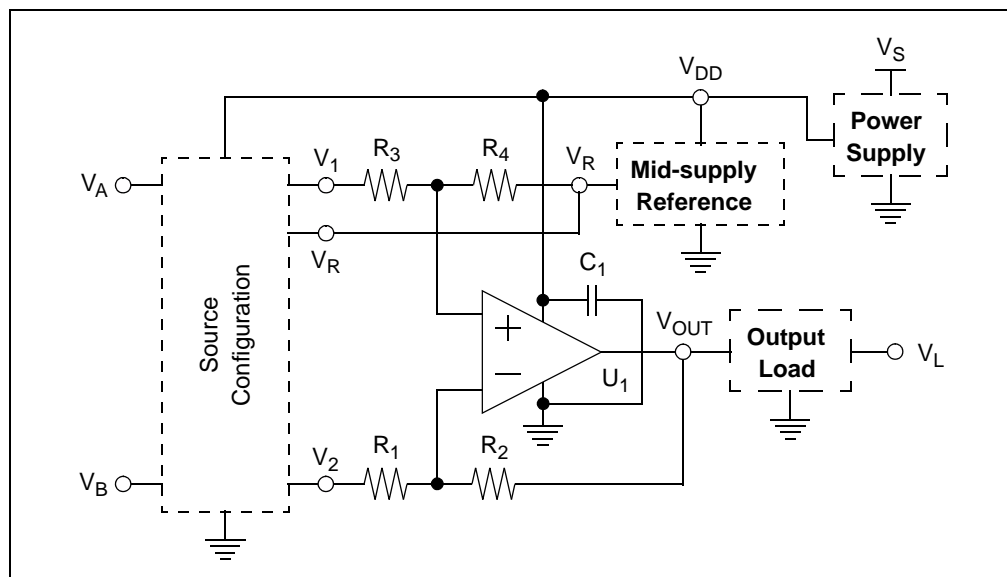 V_S
V_DD
Power
Supply
V_1
R_3
R_4
V_R
Mid-supply
Reference
V_A
V_R
C_1
Source
Configuration
+
V_OUT
Output
Load
V_L
−
U_1
V_2
R_1
R_2
V_B